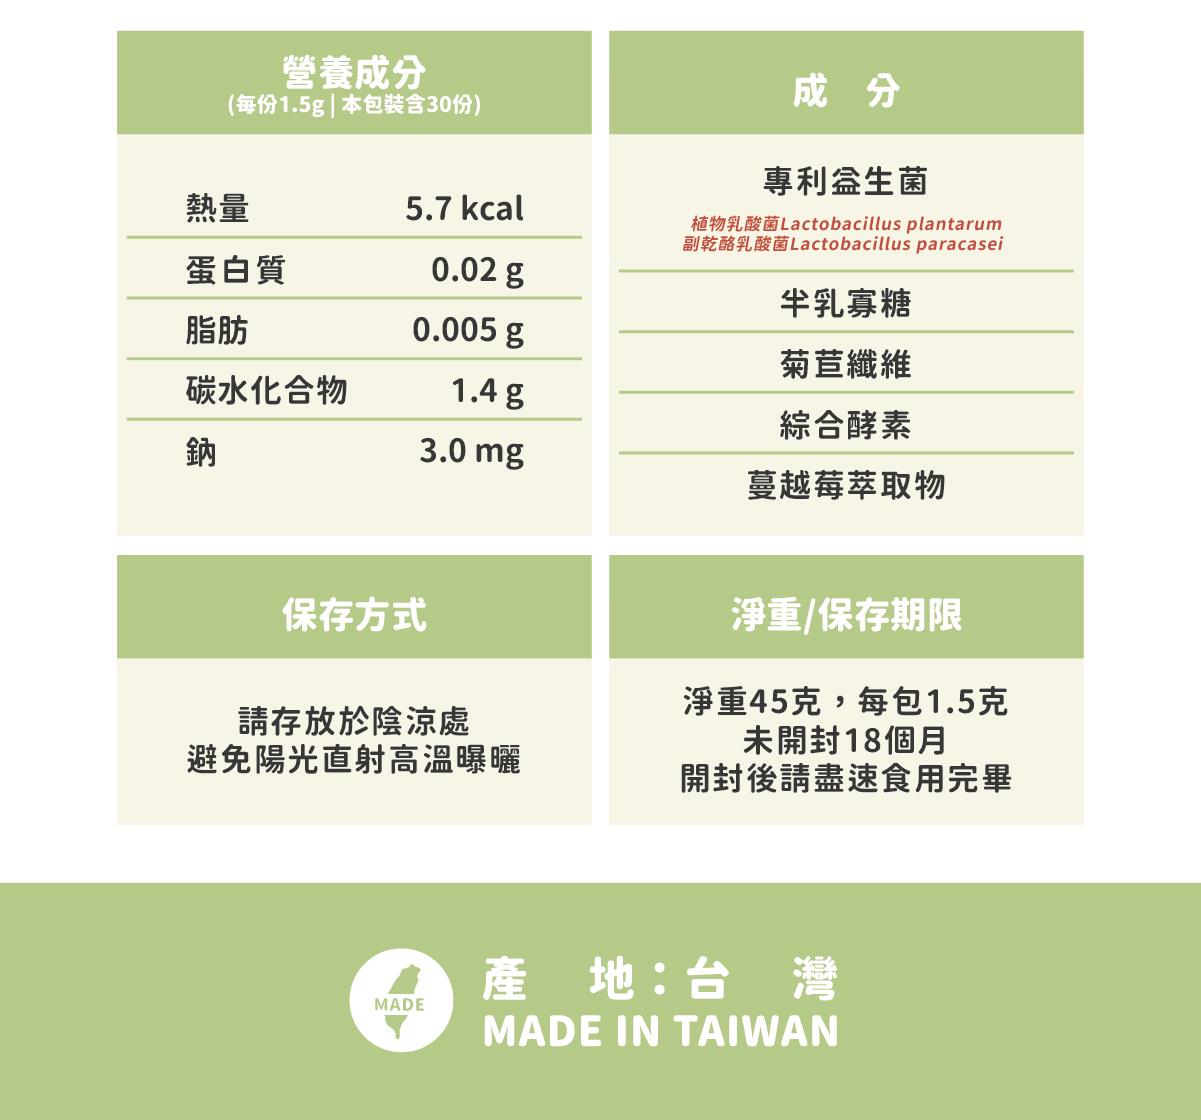 營養成分
(每份1.5g | 本包裝含30份)
熱量 5.7 kcal
蛋白質 0.02 g
脂肪 0.005 g
碳水化合物 1.4 g
鈉 3.0 mg
成 分
專利益生菌
植物乳酸菌Lactobacillus plantarum
副乾酪乳酸菌Lactobacillus paracasei
半乳寡糖
菊苣纖維
綜合酵素
蔓越莓萃取物
保存方式
請存放於陰涼處
避免陽光直射高溫曝曬
淨重/保存期限
淨重45克，每包1.5克
未開封18個月
開封後請盡速食用完畢
MADE
產 地：台 灣
MADE IN TAIWAN